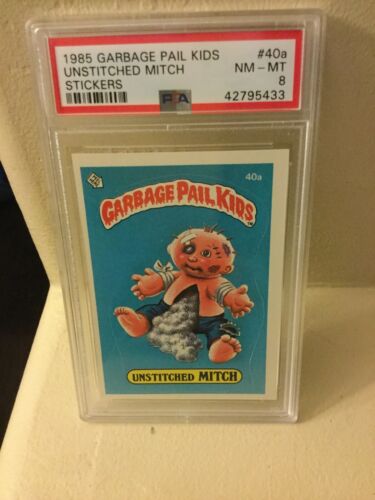 1985 GARBAGE PAIL KIDS #40a
UNSTITCHED MITCH NM - MT
STICKERS 8
PSA 42795433
40a
GARBAGE PAIL KIDS
UNSTITCHED MITCH